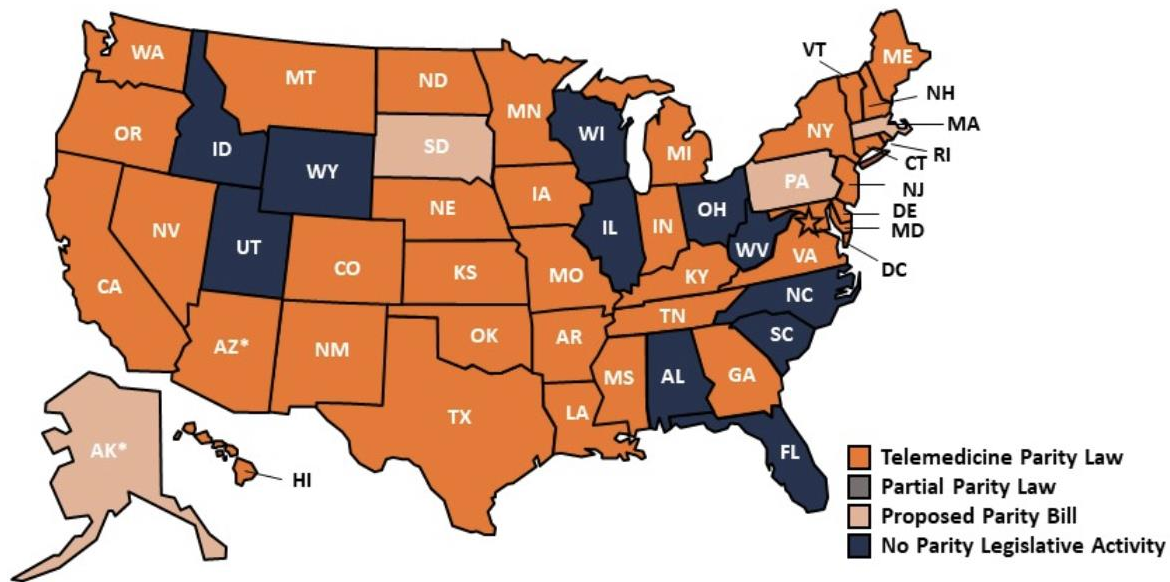 WA
MT
ND
MN
OR
ID
WY
SD
WI
MI
VT
ME
NH
NY
MA
RI
CT
PA
NJ
DE
MD
DC
NV
UT
CO
NE
IA
IL
IN
OH
WV
VA
CA
KS
MO
KY
NC
AZ*
NM
OK
AR
TN
SC
TX
LA
MS
AL
GA
FL
AK*
HI
Telemedicine Parity Law
Partial Parity Law
Proposed Parity Bill
No Parity Legislative Activity